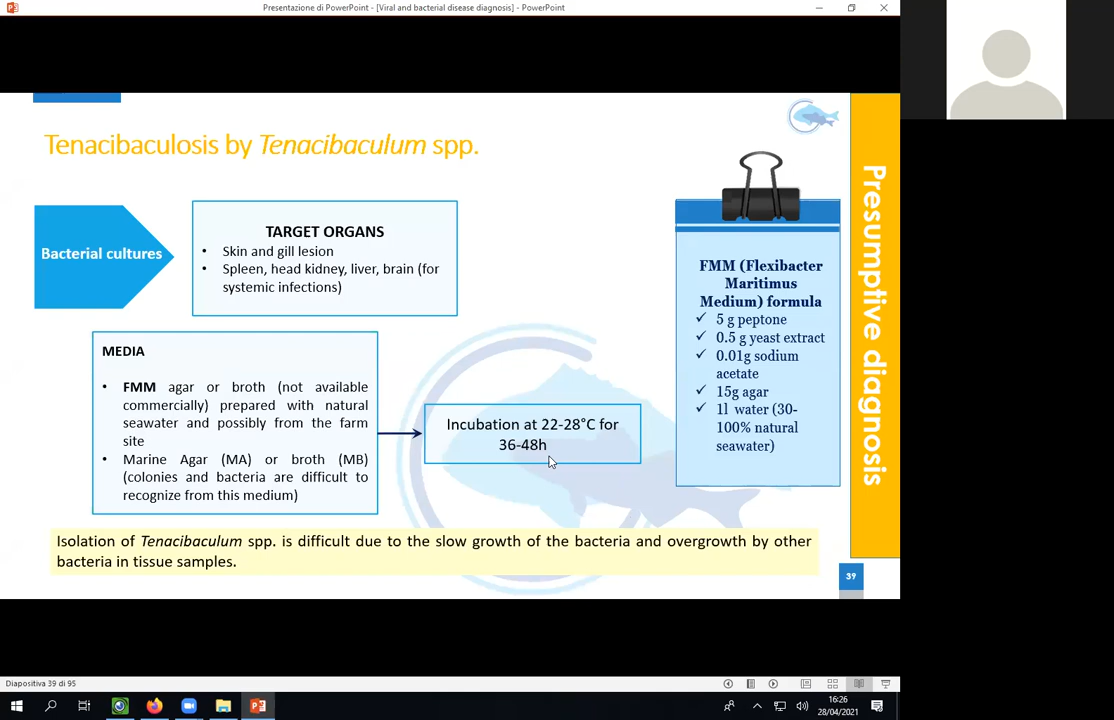 Presentazione di PowerPoint - [Viral and bacterial disease diagnosis] - PowerPoint
Tenacibaculosis by Tenacibaculum spp.
Bacterial cultures
TARGET ORGANS
• Skin and gill lesion
• Spleen, head kidney, liver, brain (for
systemic infections)
MEDIA
• FMM agar or broth (not available
commercially) prepared with natural
seawater and possibly from the farm
site
• Marine Agar (MA) or broth (MB)
(colonies and bacteria are difficult to
recognize from this medium)
Incubation at 22-28°C for
36-48h
FMM (Flexibacter
Maritimus
Medium) formula
✓ 5 g peptone
✓ 0.5 g yeast extract
✓ 0.01g sodium
acetate
✓ 15g agar
✓ 1l water (30-
100% natural
seawater)
Presumptive diagnosis
Isolation of Tenacibaculum spp. is difficult due to the slow growth of the bacteria and overgrowth by other
bacteria in tissue samples.
39
Diapositiva 39 di 95
16:26
28/04/2021